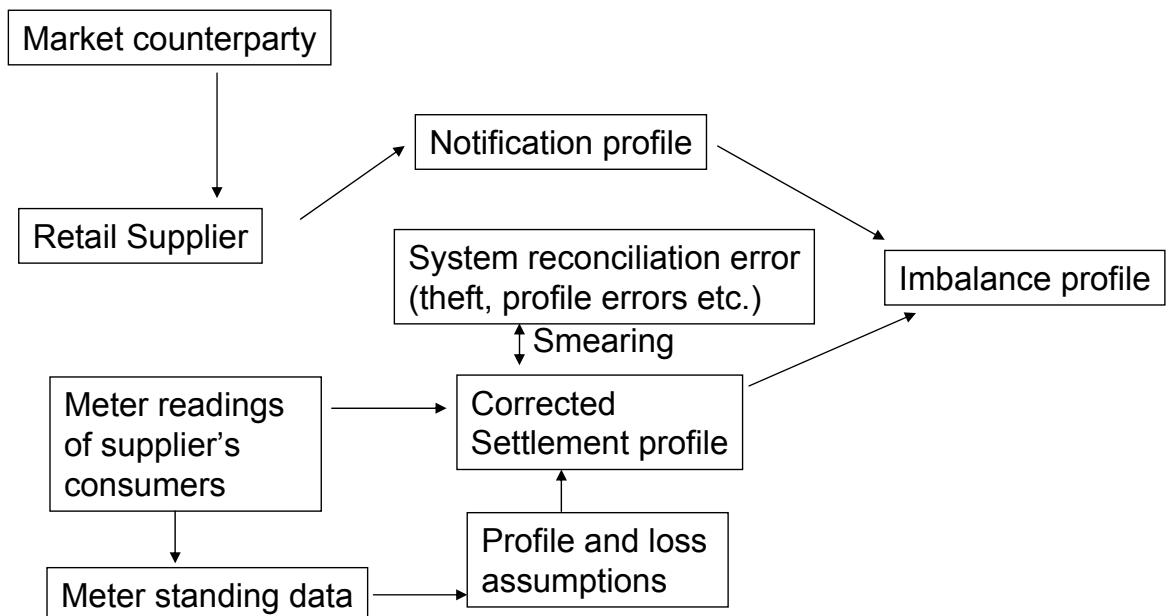 Market counterparty
Notification profile
Retail Supplier
System reconciliation error
(theft, profile errors etc.)
Imbalance profile
Smearing
Meter readings
of supplier’s
consumers
Corrected
Settlement profile
Profile and loss
assumptions
Meter standing data